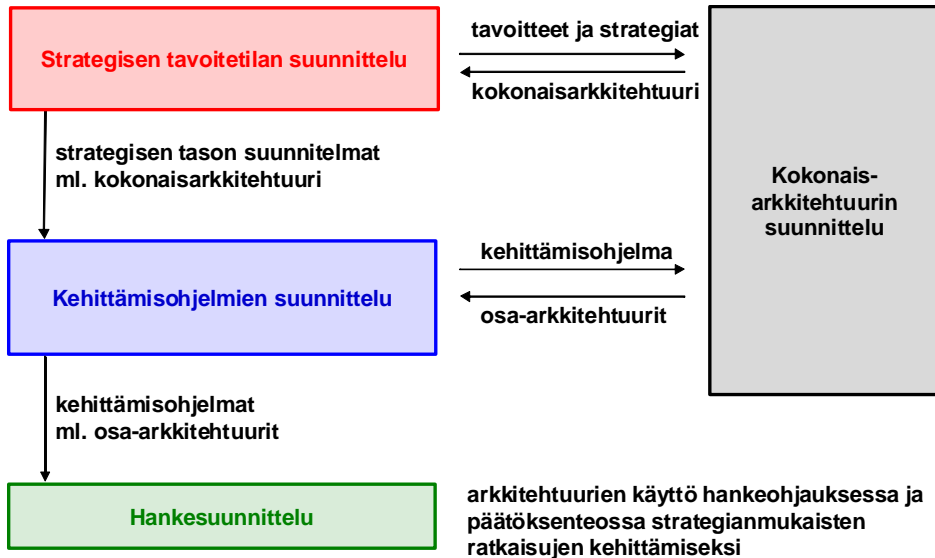 Strategisen tavoitetilan suunnittelu
tavoitteet ja strategiat
kokonaisarkkitehtuuri
strategisen tason suunnitelmat
ml. kokonaisarkkitehtuuri
Kokonais-
arkkitehtuurin
suunnittelu
Kehittämisohjelmien suunnittelu
kehittämisohjelma
osa-arkkitehtuurit
kehittämisohjelmat
ml. osa-arkkitehtuurit
Hankesuunnittelu
arkkitehtuurien käyttö hankeohjauksessa ja
päätöksenteossa strategianmukaisten
ratkaisujen kehittämiseksi